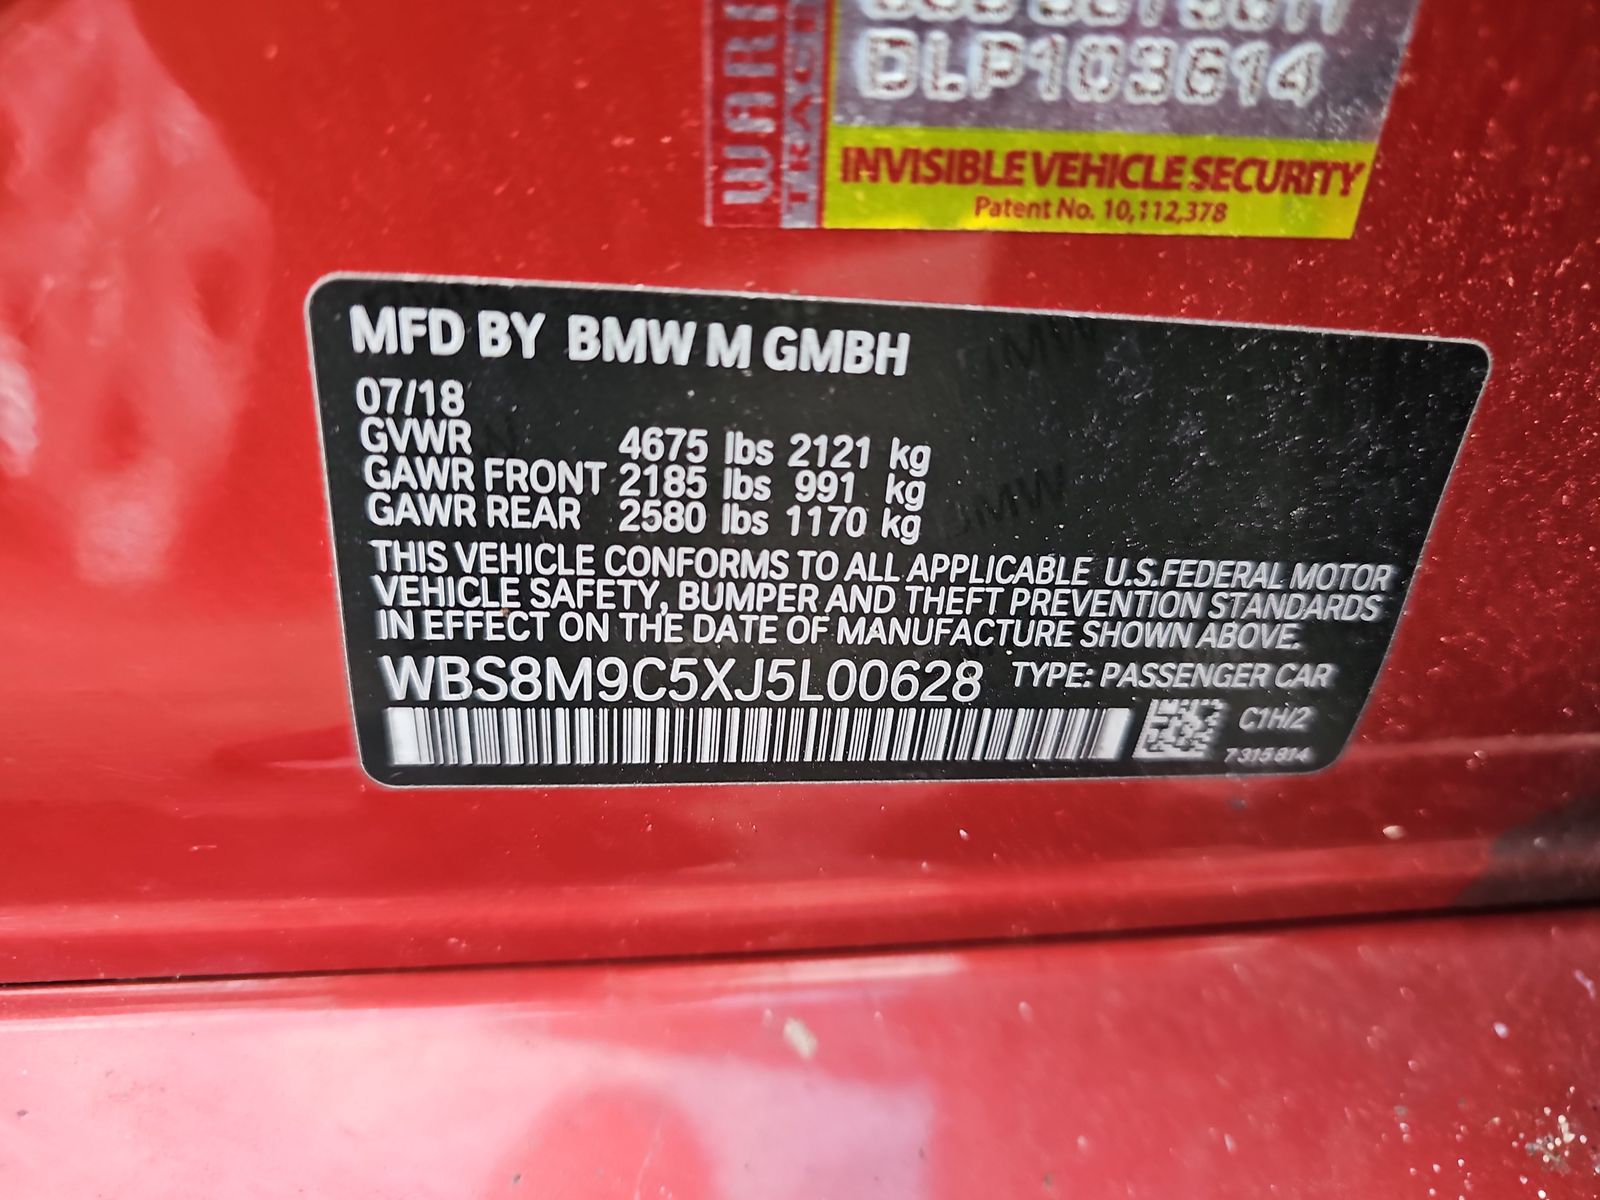 DLP103614
WARNING
INVISIBLE VEHICLE SECURITY
Patent No. 10,112,378
MFD BY BMW M GMBH
07/18
GVWR 4675 lbs 2121 kg
GAWR FRONT 2185 lbs 991 kg
GAWR REAR 2580 lbs 1170 kg
THIS VEHICLE CONFORMS TO ALL APPLICABLE U.S.FEDERAL MOTOR
VEHICLE SAFETY, BUMPER AND THEFT PREVENTION STANDARDS
IN EFFECT ON THE DATE OF MANUFACTURE SHOWN ABOVE.
WBS8M9C5XJ5L00628 TYPE: PASSENGER CAR
C1H/2
7315814